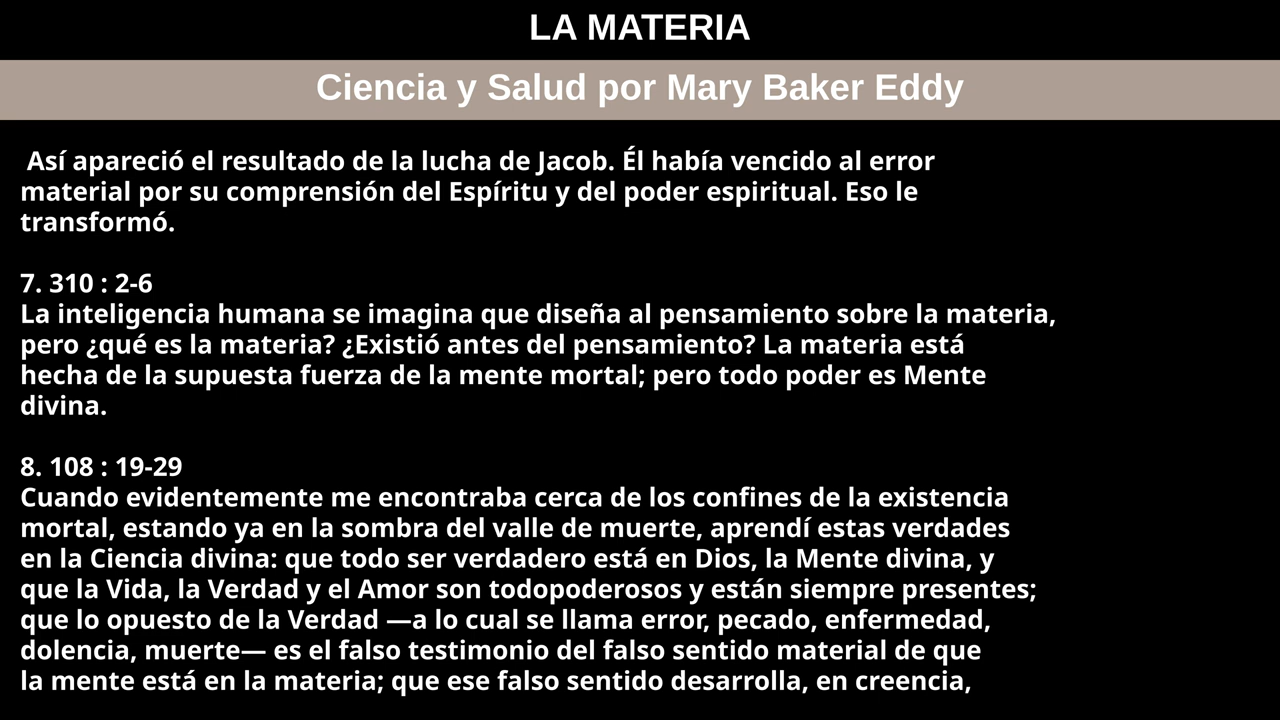 LA MATERIA
Ciencia y Salud por Mary Baker Eddy
Así apareció el resultado de la lucha de Jacob. Él había vencido al error
material por su comprensión del Espíritu y del poder espiritual. Eso le
transformó.
7. 310 : 2-6
La inteligencia humana se imagina que diseña al pensamiento sobre la materia,
pero ¿qué es la materia? ¿Existió antes del pensamiento? La materia está
hecha de la supuesta fuerza de la mente mortal; pero todo poder es Mente
divina.
8. 108 : 19-29
Cuando evidentemente me encontraba cerca de los confines de la existencia
mortal, estando ya en la sombra del valle de muerte, aprendí estas verdades
en la Ciencia divina: que todo ser verdadero está en Dios, la Mente divina, y
que la Vida, la Verdad y el Amor son todopoderosos y están siempre presentes;
que lo opuesto de la Verdad —a lo cual se llama error, pecado, enfermedad,
dolencia, muerte— es el falso testimonio del falso sentido material de que
la mente está en la materia; que ese falso sentido desarrolla, en creencia,